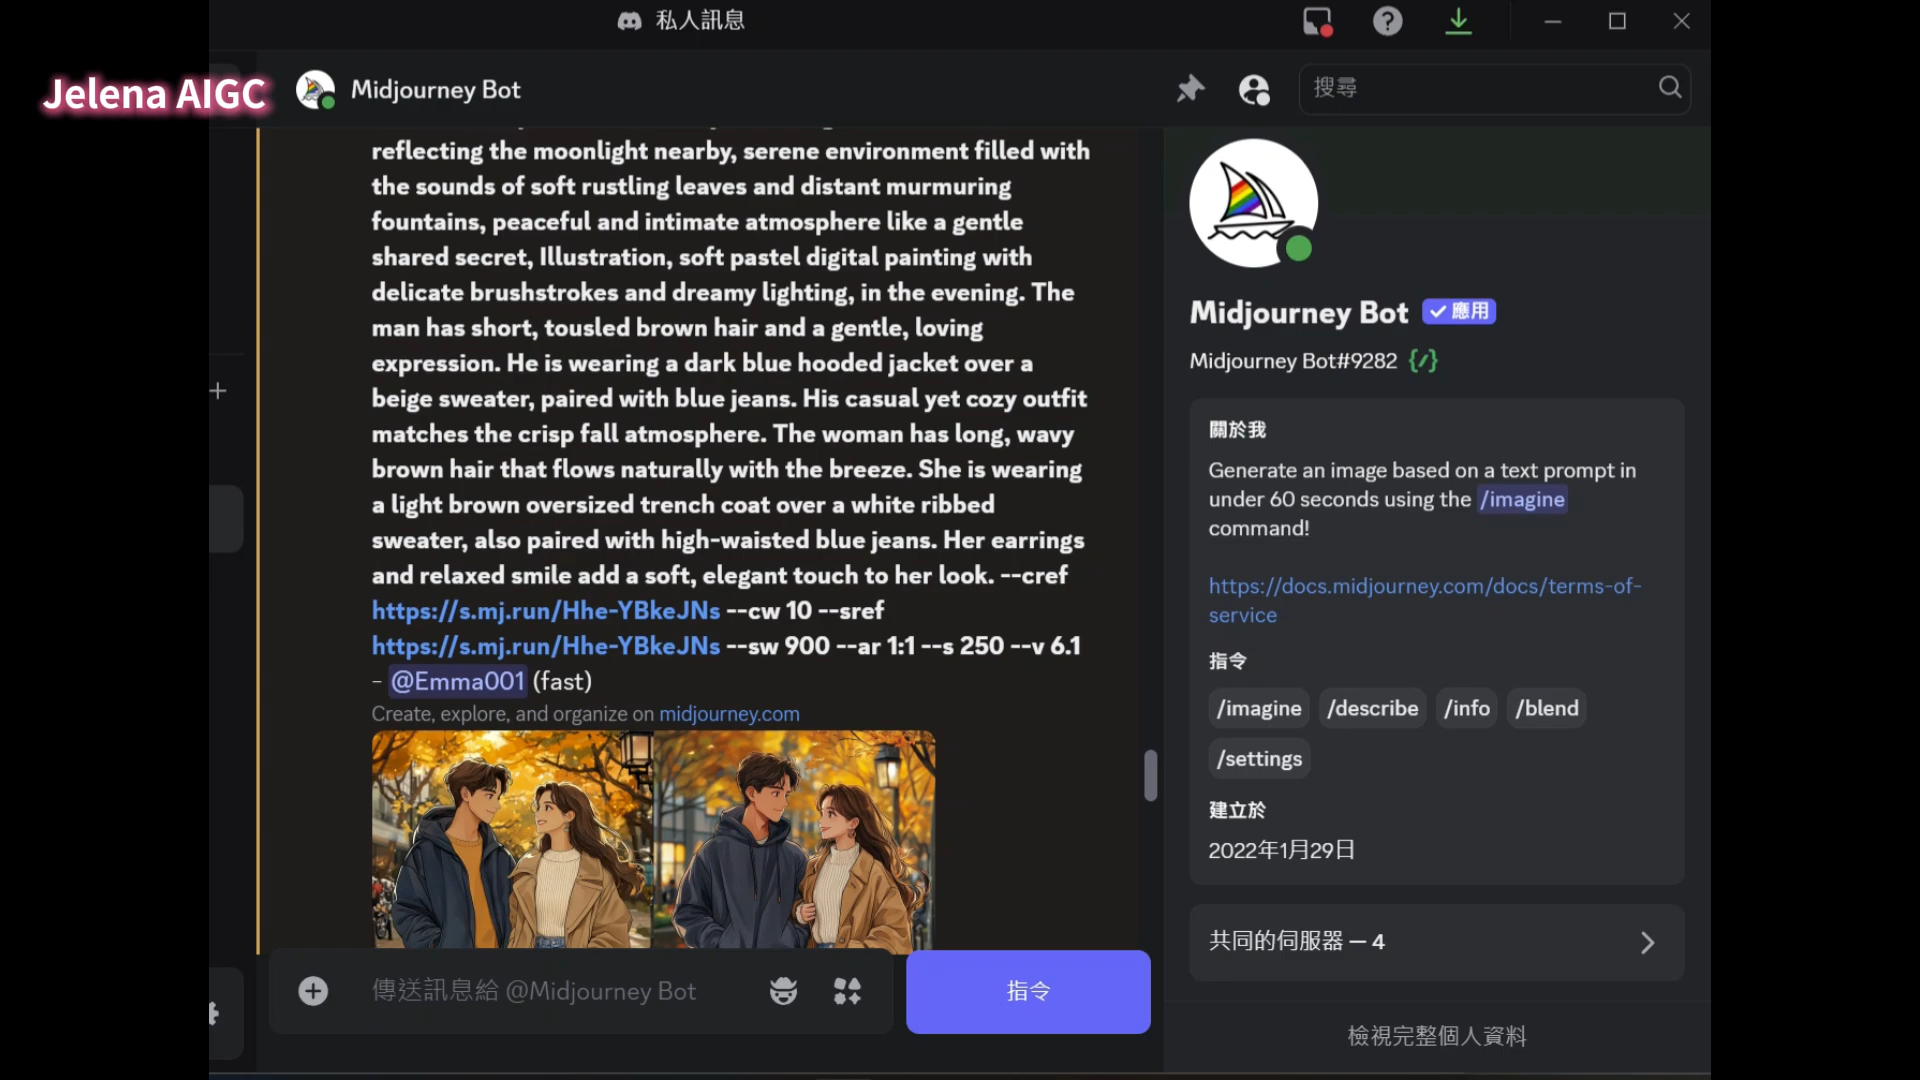 私人訊息
Jelena AIGC
Midjourney Bot
搜尋
reflecting the moonlight nearby, serene environment filled with
the sounds of soft rustling leaves and distant murmuring
fountains, peaceful and intimate atmosphere like a gentle
shared secret, Illustration, soft pastel digital painting with
delicate brushstrokes and dreamy lighting, in the evening. The
man has short, tousled brown hair and a gentle, loving
expression. He is wearing a dark blue hooded jacket over a
beige sweater, paired with blue jeans. His casual yet cozy outfit
matches the crisp fall atmosphere. The woman has long, wavy
brown hair that flows naturally with the breeze. She is wearing
a light brown oversized trench coat over a white ribbed
sweater, also paired with high-waisted blue jeans. Her earrings
and relaxed smile add a soft, elegant touch to her look. --cref
https://s.mj.run/Hhe-YBkeJNs --cw 10 --sref
https://s.mj.run/Hhe-YBkeJNs --sw 900 --ar 1:1 --s 250 --v 6.1
- @Emma001 (fast)
Create, explore, and organize on midjourney.com
傳送訊息給 @Midjourney Bot
指令
Midjourney Bot 應用
Midjourney Bot#9282
關於我
Generate an image based on a text prompt in
under 60 seconds using the /imagine
command!
https://docs.midjourney.com/docs/terms-of-
service
指令
/imagine /describe /info /blend
/settings
建立於
2022年1月29日
共同的伺服器 — 4
檢視完整個人資料